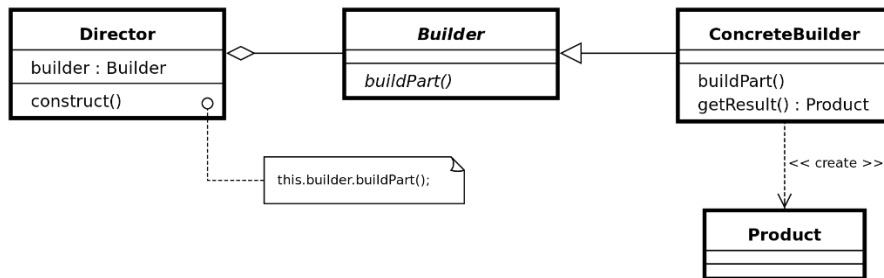 Director
builder : Builder
construct()
Builder
buildPart()
ConcreteBuilder
buildPart()
getResult() : Product
this.builder.buildPart();
<< create >>
Product